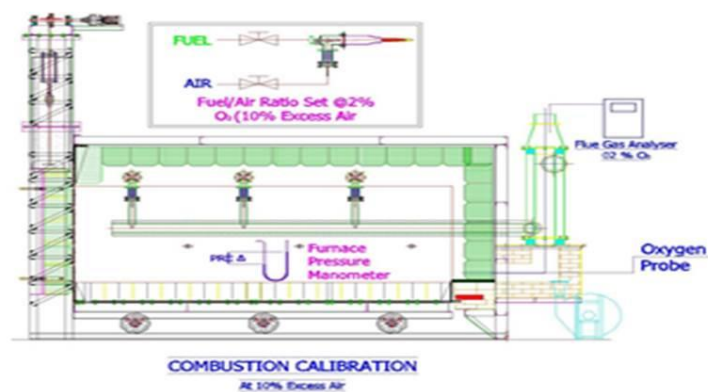 FUEL
AIR
Fuel/Air Ratio Set @2%
O₂(10% Excess Air
Flue Gas Analyser
02 % O₂
Oxygen
Probe
Furnace
Pressure
Manometer
COMBUSTION CALIBRATION
At 10% Excess Air